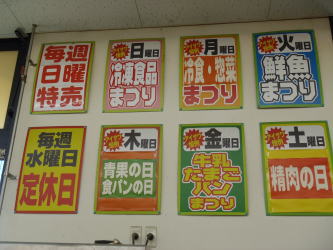 毎週
日曜
特売
日曜日
冷凍食品
まつり
月曜日
冷食・惣菜
まつり
火曜日
鮮魚
まつり
毎週
水曜日
定休日
木曜日
青果の日
食パンの日
金曜日
牛乳
たまご
パン
まつり
土曜日
精肉の日